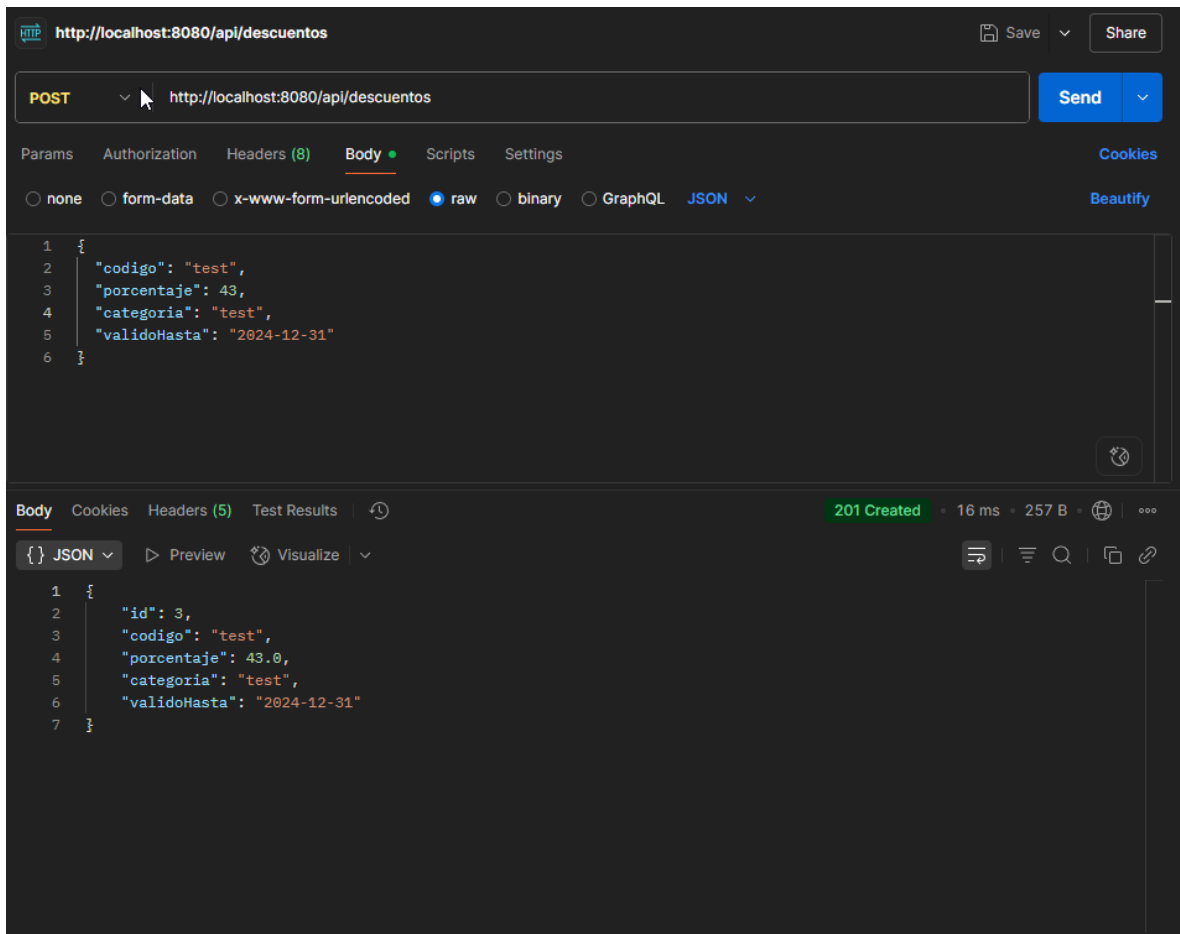 HTTP http://localhost:8080/api/descuentos Save Share
POST http://localhost:8080/api/descuentos Send
Params Authorization Headers (8) Body Scripts Settings Cookies
none form-data x-www-form-urlencoded raw binary GraphQL JSON Beautify
1 {
2 "codigo": "test",
3 "porcentaje": 43,
4 "categoria": "test",
5 "validoHasta": "2024-12-31"
6 }
Body Cookies Headers (5) Test Results 201 Created 16 ms 257 B
{} JSON Preview Visualize
1 {
2 "id": 3,
3 "codigo": "test",
4 "porcentaje": 43.0,
5 "categoria": "test",
6 "validoHasta": "2024-12-31"
7 }